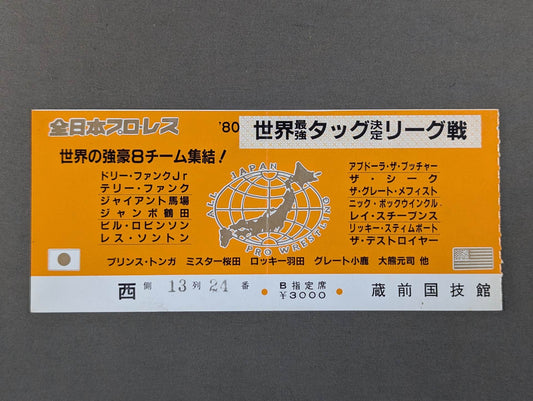 全日本プロ・レス
'80 世界最強タッグ決定リーグ戦
世界の強豪8チーム集結!
ドリー・ファンクJr
テリー・ファンク
ジャイアント馬場
ジャンボ鶴田
ビル・ロビンソン
レス・ソントン
ALL JAPAN
PRO WRESTLING
アブドーラ・ザ・ブッチャー
ザ・シーク
ザ・グレート・メフィスト
ニック・ボックウインクル
レイ・スチーブンス
リッキー・スティムボート
ザ・デストロイヤー
プリンス・トンガ ミスター桜田 ロッキー羽田 グレート小鹿 大熊元司 他
西側 13列 24番 ・ B指定席 ¥3000 ・ 蔵前国技館